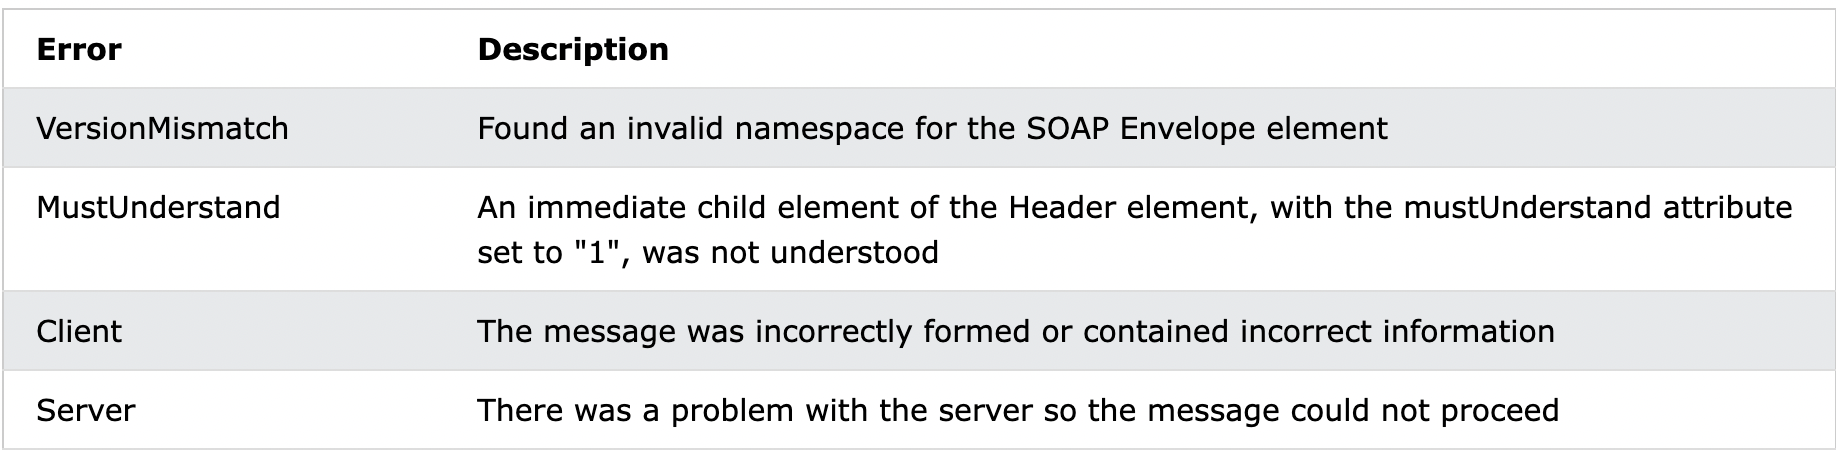 Error Description
VersionMismatch Found an invalid namespace for the SOAP Envelope element
MustUnderstand An immediate child element of the Header element, with the mustUnderstand attribute
set to "1", was not understood
Client The message was incorrectly formed or contained incorrect information
Server There was a problem with the server so the message could not proceed